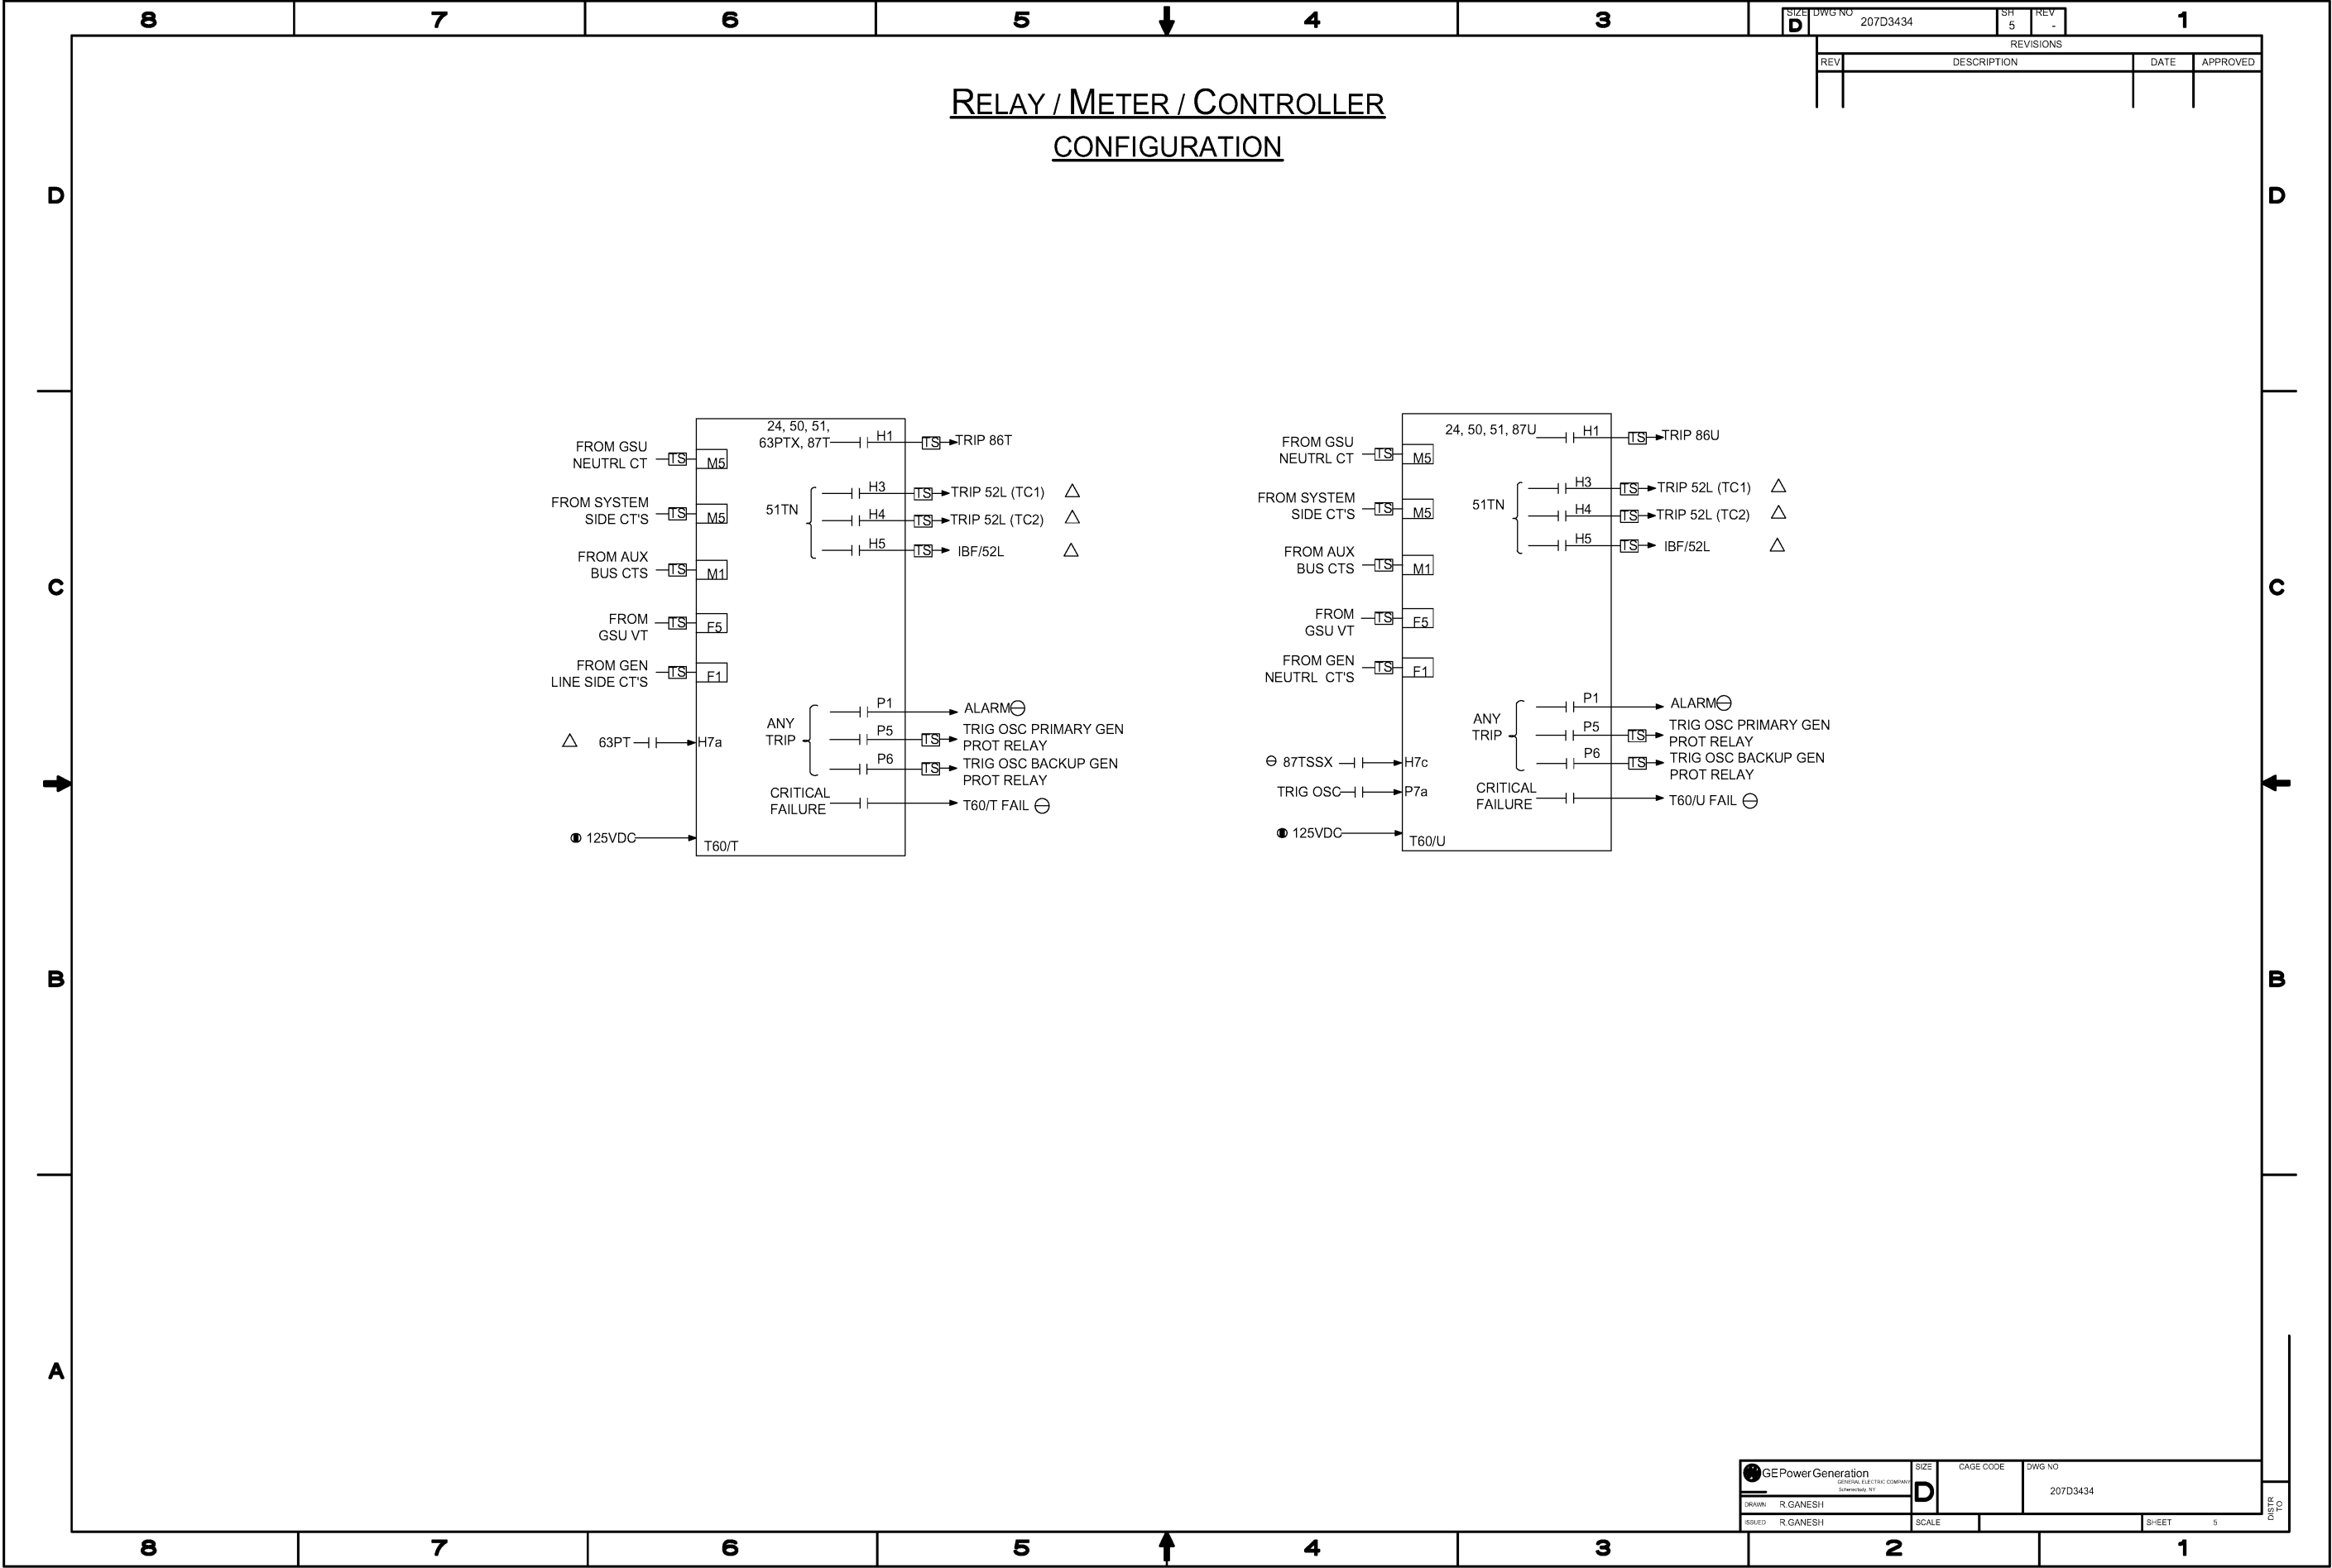 8 7 6 5 4 3 1
SIZE DWG NO SH REV
D 207D3434 5 -
REVISIONS
REV DESCRIPTION DATE APPROVED
RELAY / METER / CONTROLLER
CONFIGURATION
D D
C C
B B
A
24, 50, 51,
63PTX, 87T H1 TS TRIP 86T
FROM GSU
NEUTRL CT TS M5
H3 TS TRIP 52L (TC1)
FROM SYSTEM
SIDE CT'S TS M5
51TN
H4 TS TRIP 52L (TC2)
H5 TS IBF/52L
FROM AUX
BUS CTS TS M1
FROM
GSU VT TS F5
FROM GEN
LINE SIDE CT'S TS F1
P1 ALARM
ANY
TRIP
P5 TS TRIG OSC PRIMARY GEN
PROT RELAY
63PT H7a
P6 TS TRIG OSC BACKUP GEN
PROT RELAY
CRITICAL
FAILURE T60/T FAIL
125VDC T60/T
24, 50, 51, 87U H1 TS TRIP 86U
FROM GSU
NEUTRL CT TS M5
H3 TS TRIP 52L (TC1)
FROM SYSTEM
SIDE CT'S TS M5
51TN
H4 TS TRIP 52L (TC2)
H5 TS IBF/52L
FROM AUX
BUS CTS TS M1
FROM
GSU VT TS F5
FROM GEN
NEUTRL CT'S TS F1
P1 ALARM
ANY
TRIP
P5 TS TRIG OSC PRIMARY GEN
PROT RELAY
P6 TS TRIG OSC BACKUP GEN
PROT RELAY
87TSSX H7c
TRIG OSC P7a
CRITICAL
FAILURE T60/U FAIL
125VDC T60/U
GE Power Generation
GENERAL ELECTRIC COMPANY
Schenectady, NY
SIZE CAGE CODE DWG NO
D 207D3434
DRAWN R.GANESH
ISSUED R.GANESH SCALE SHEET 5
DISTR
TO
8 7 6 5 4 3 2 1